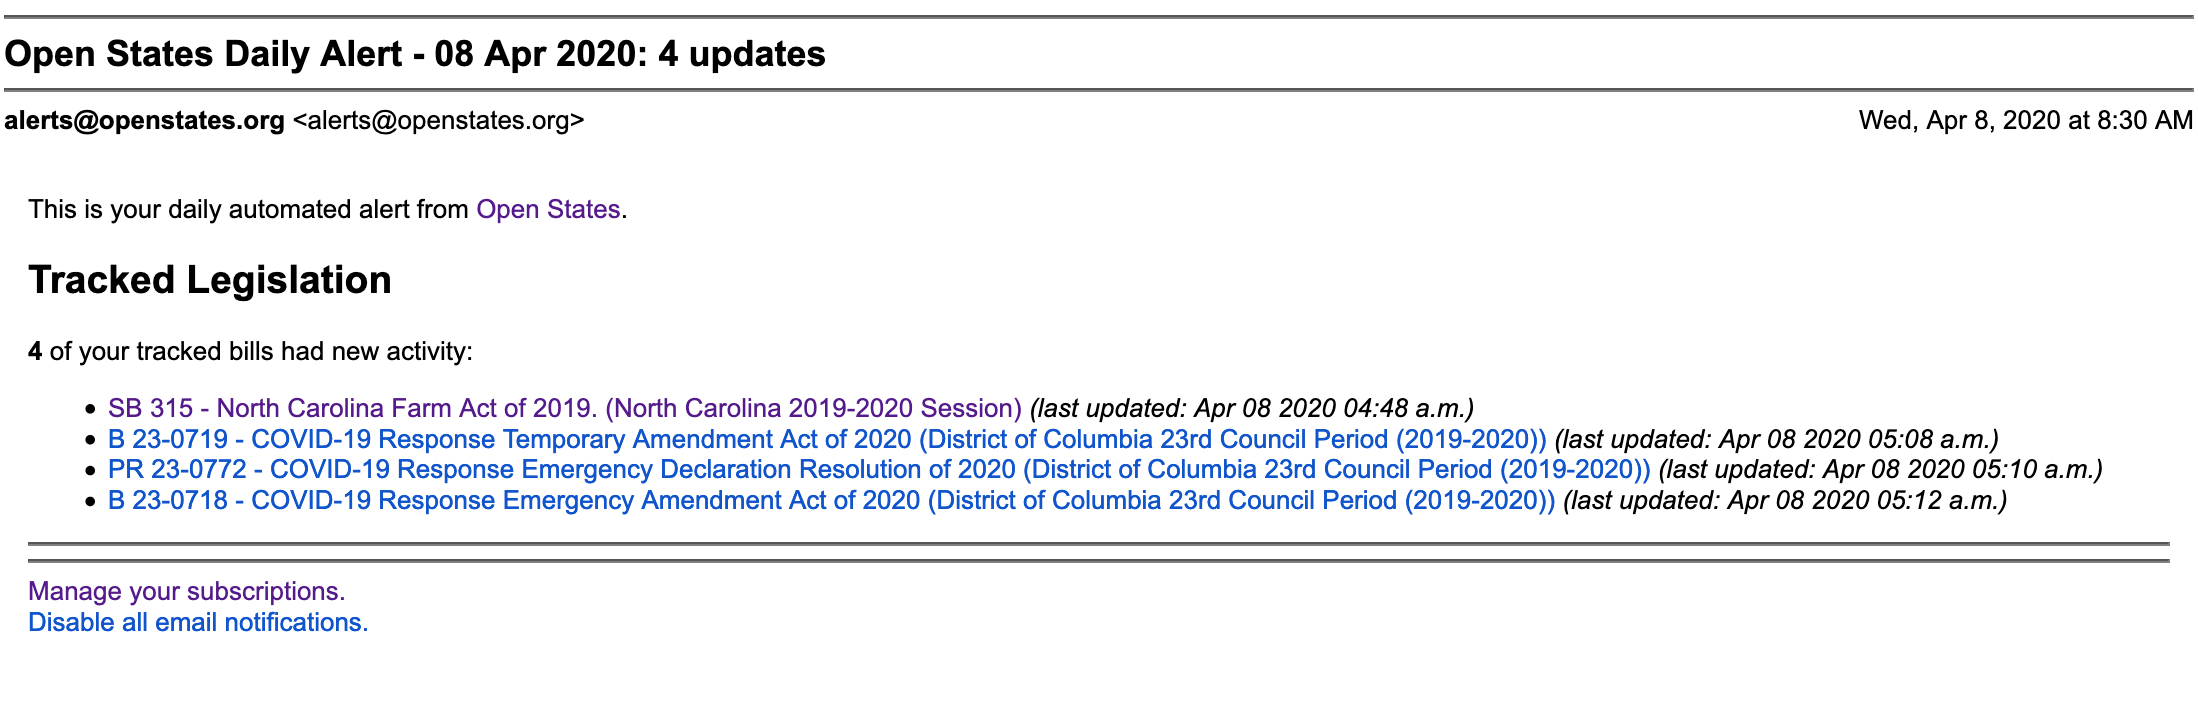 Open States Daily Alert - 08 Apr 2020: 4 updates
alerts@openstates.org <alerts@openstates.org> Wed, Apr 8, 2020 at 8:30 AM
This is your daily automated alert from Open States.
Tracked Legislation
4 of your tracked bills had new activity:
• SB 315 - North Carolina Farm Act of 2019. (North Carolina 2019-2020 Session) (last updated: Apr 08 2020 04:48 a.m.)
• B 23-0719 - COVID-19 Response Temporary Amendment Act of 2020 (District of Columbia 23rd Council Period (2019-2020)) (last updated: Apr 08 2020 05:08 a.m.)
• PR 23-0772 - COVID-19 Response Emergency Declaration Resolution of 2020 (District of Columbia 23rd Council Period (2019-2020)) (last updated: Apr 08 2020 05:10 a.m.)
• B 23-0718 - COVID-19 Response Emergency Amendment Act of 2020 (District of Columbia 23rd Council Period (2019-2020)) (last updated: Apr 08 2020 05:12 a.m.)
Manage your subscriptions.
Disable all email notifications.